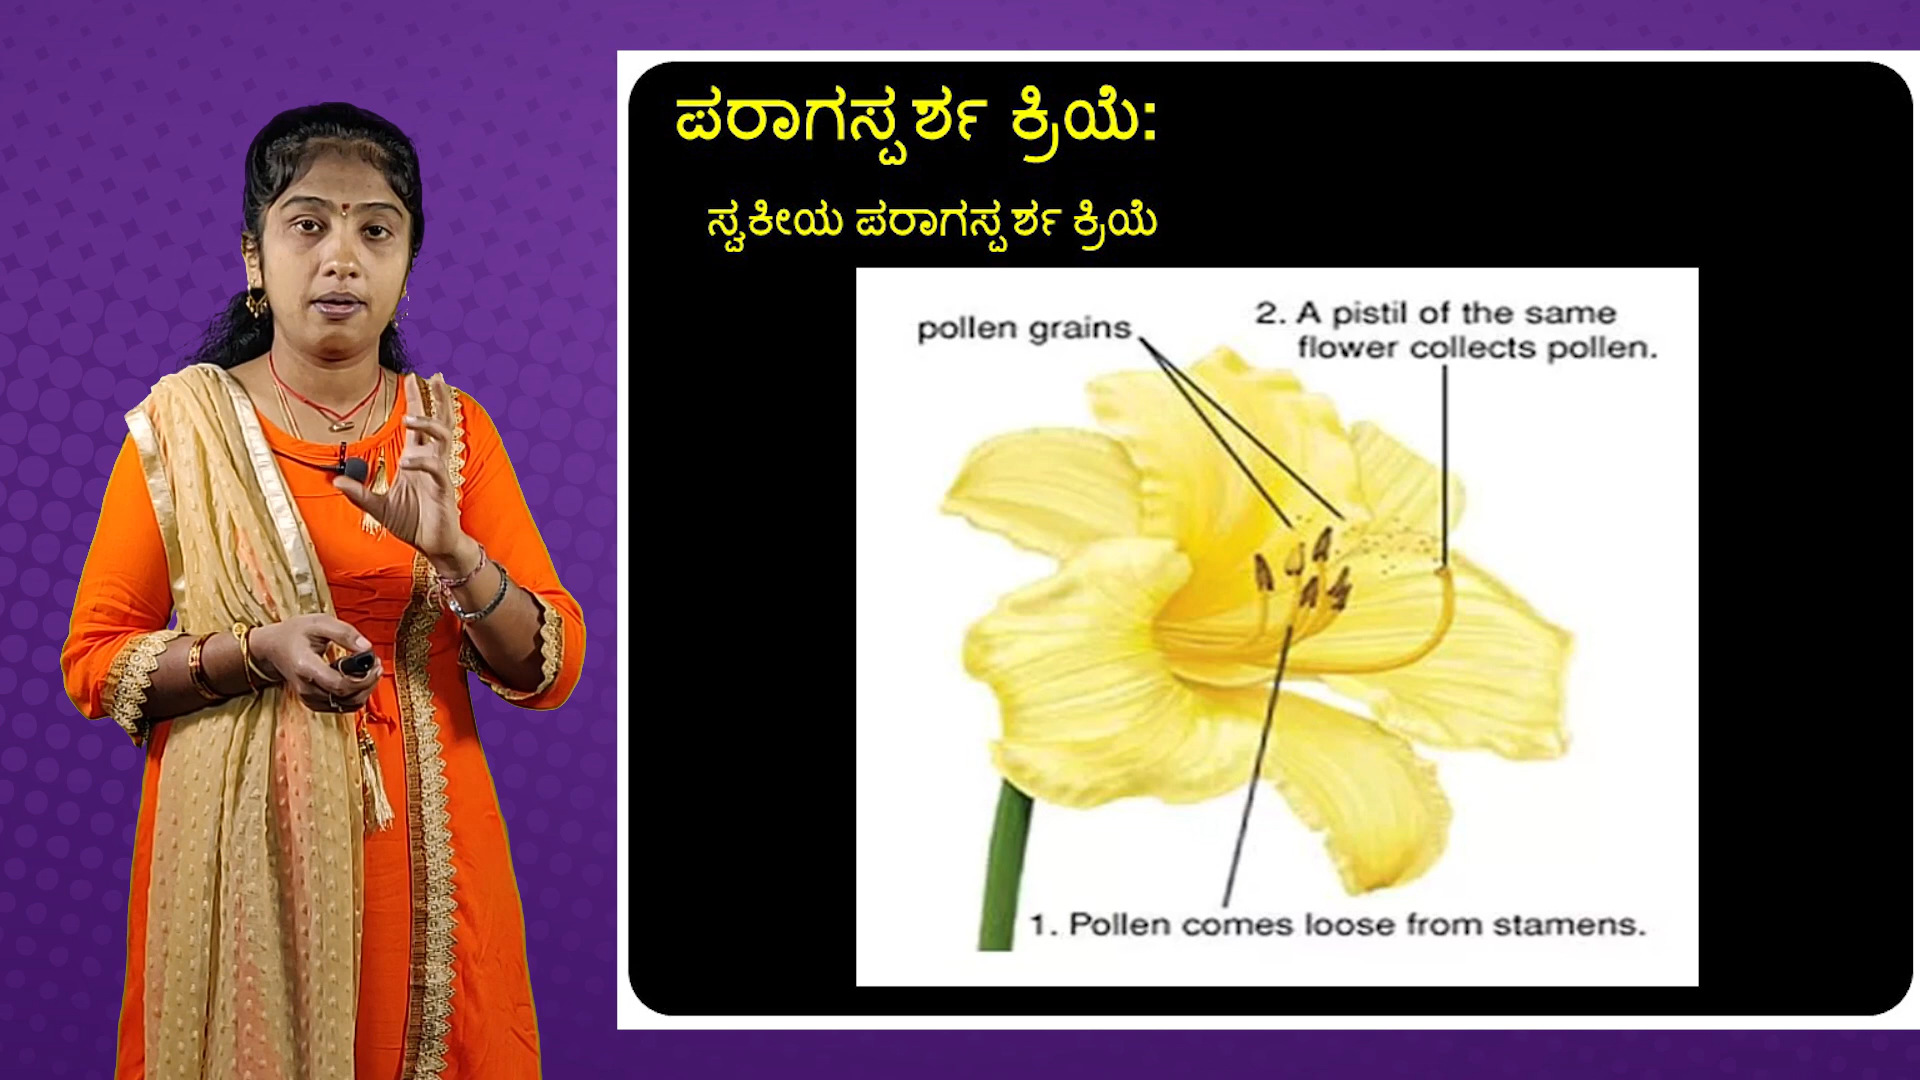 ಪರಾಗಸ್ಪರ್ಶ ಕ್ರಿಯೆ:
ಸ್ವಕೀಯ ಪರಾಗಸ್ಪರ್ಶ ಕ್ರಿಯೆ
pollen grains
2. A pistil of the same
flower collects pollen.
1. Pollen comes loose from stamens.